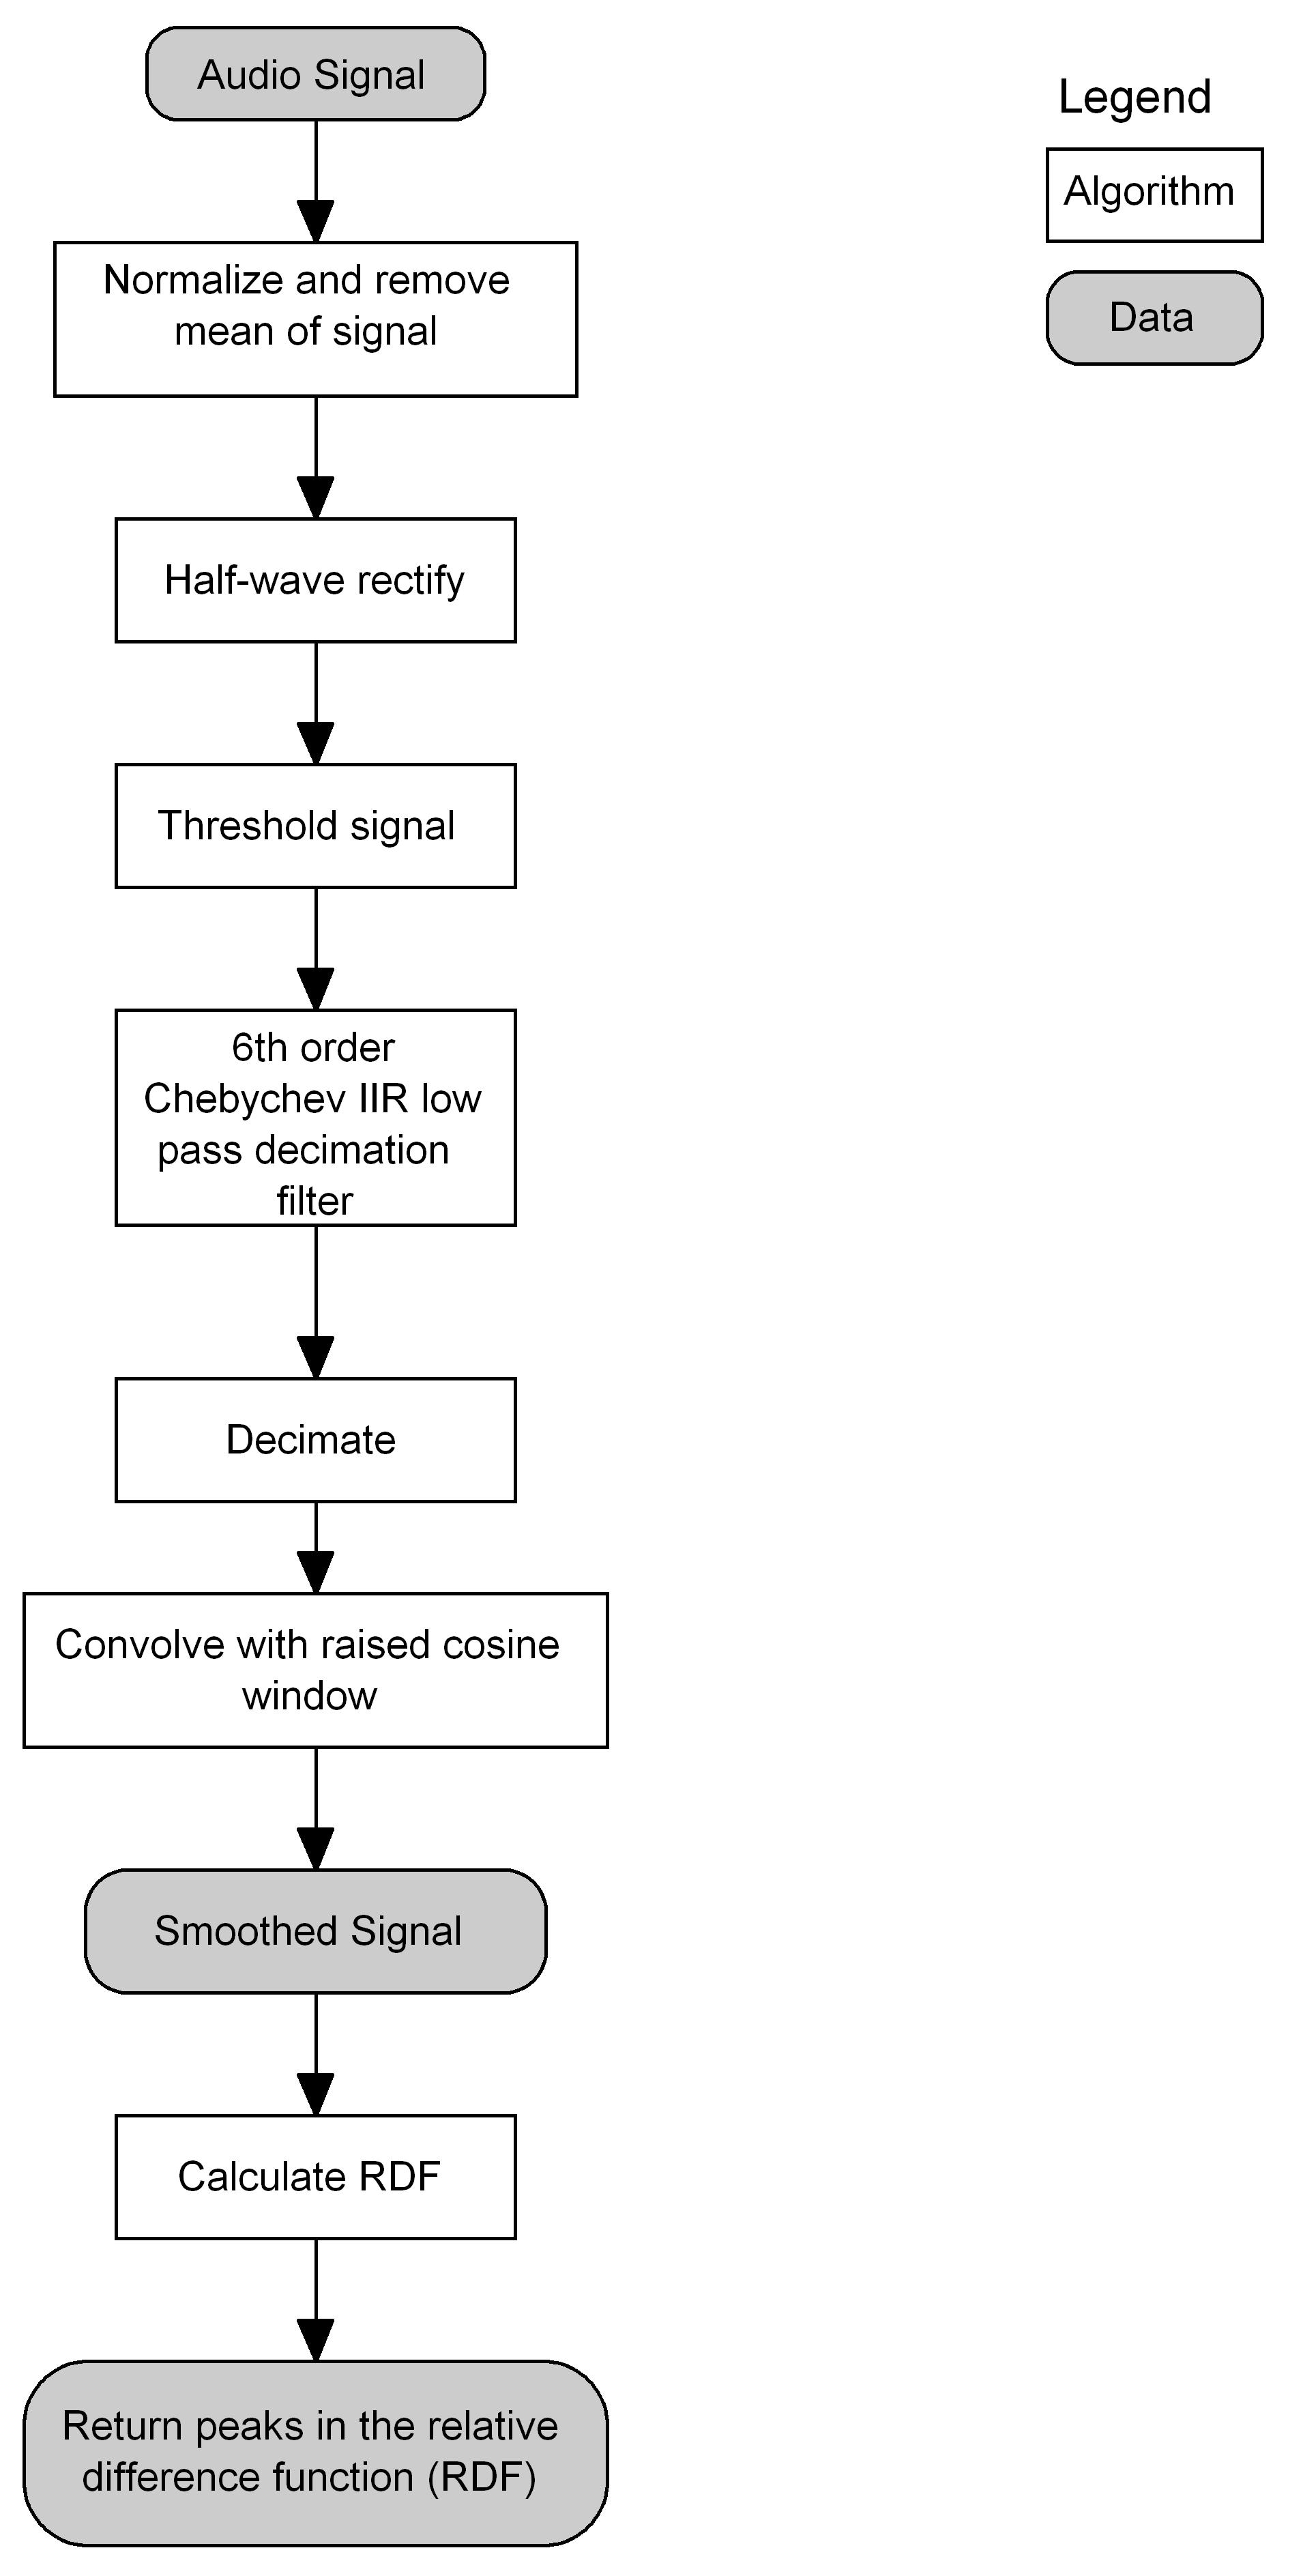 Audio Signal
Legend
Algorithm
Data
Normalize and remove
mean of signal
Half-wave rectify
Threshold signal
6th order
Chebychev IIR low
pass decimation
filter
Decimate
Convolve with raised cosine
window
Smoothed Signal
Calculate RDF
Return peaks in the relative
difference function (RDF)